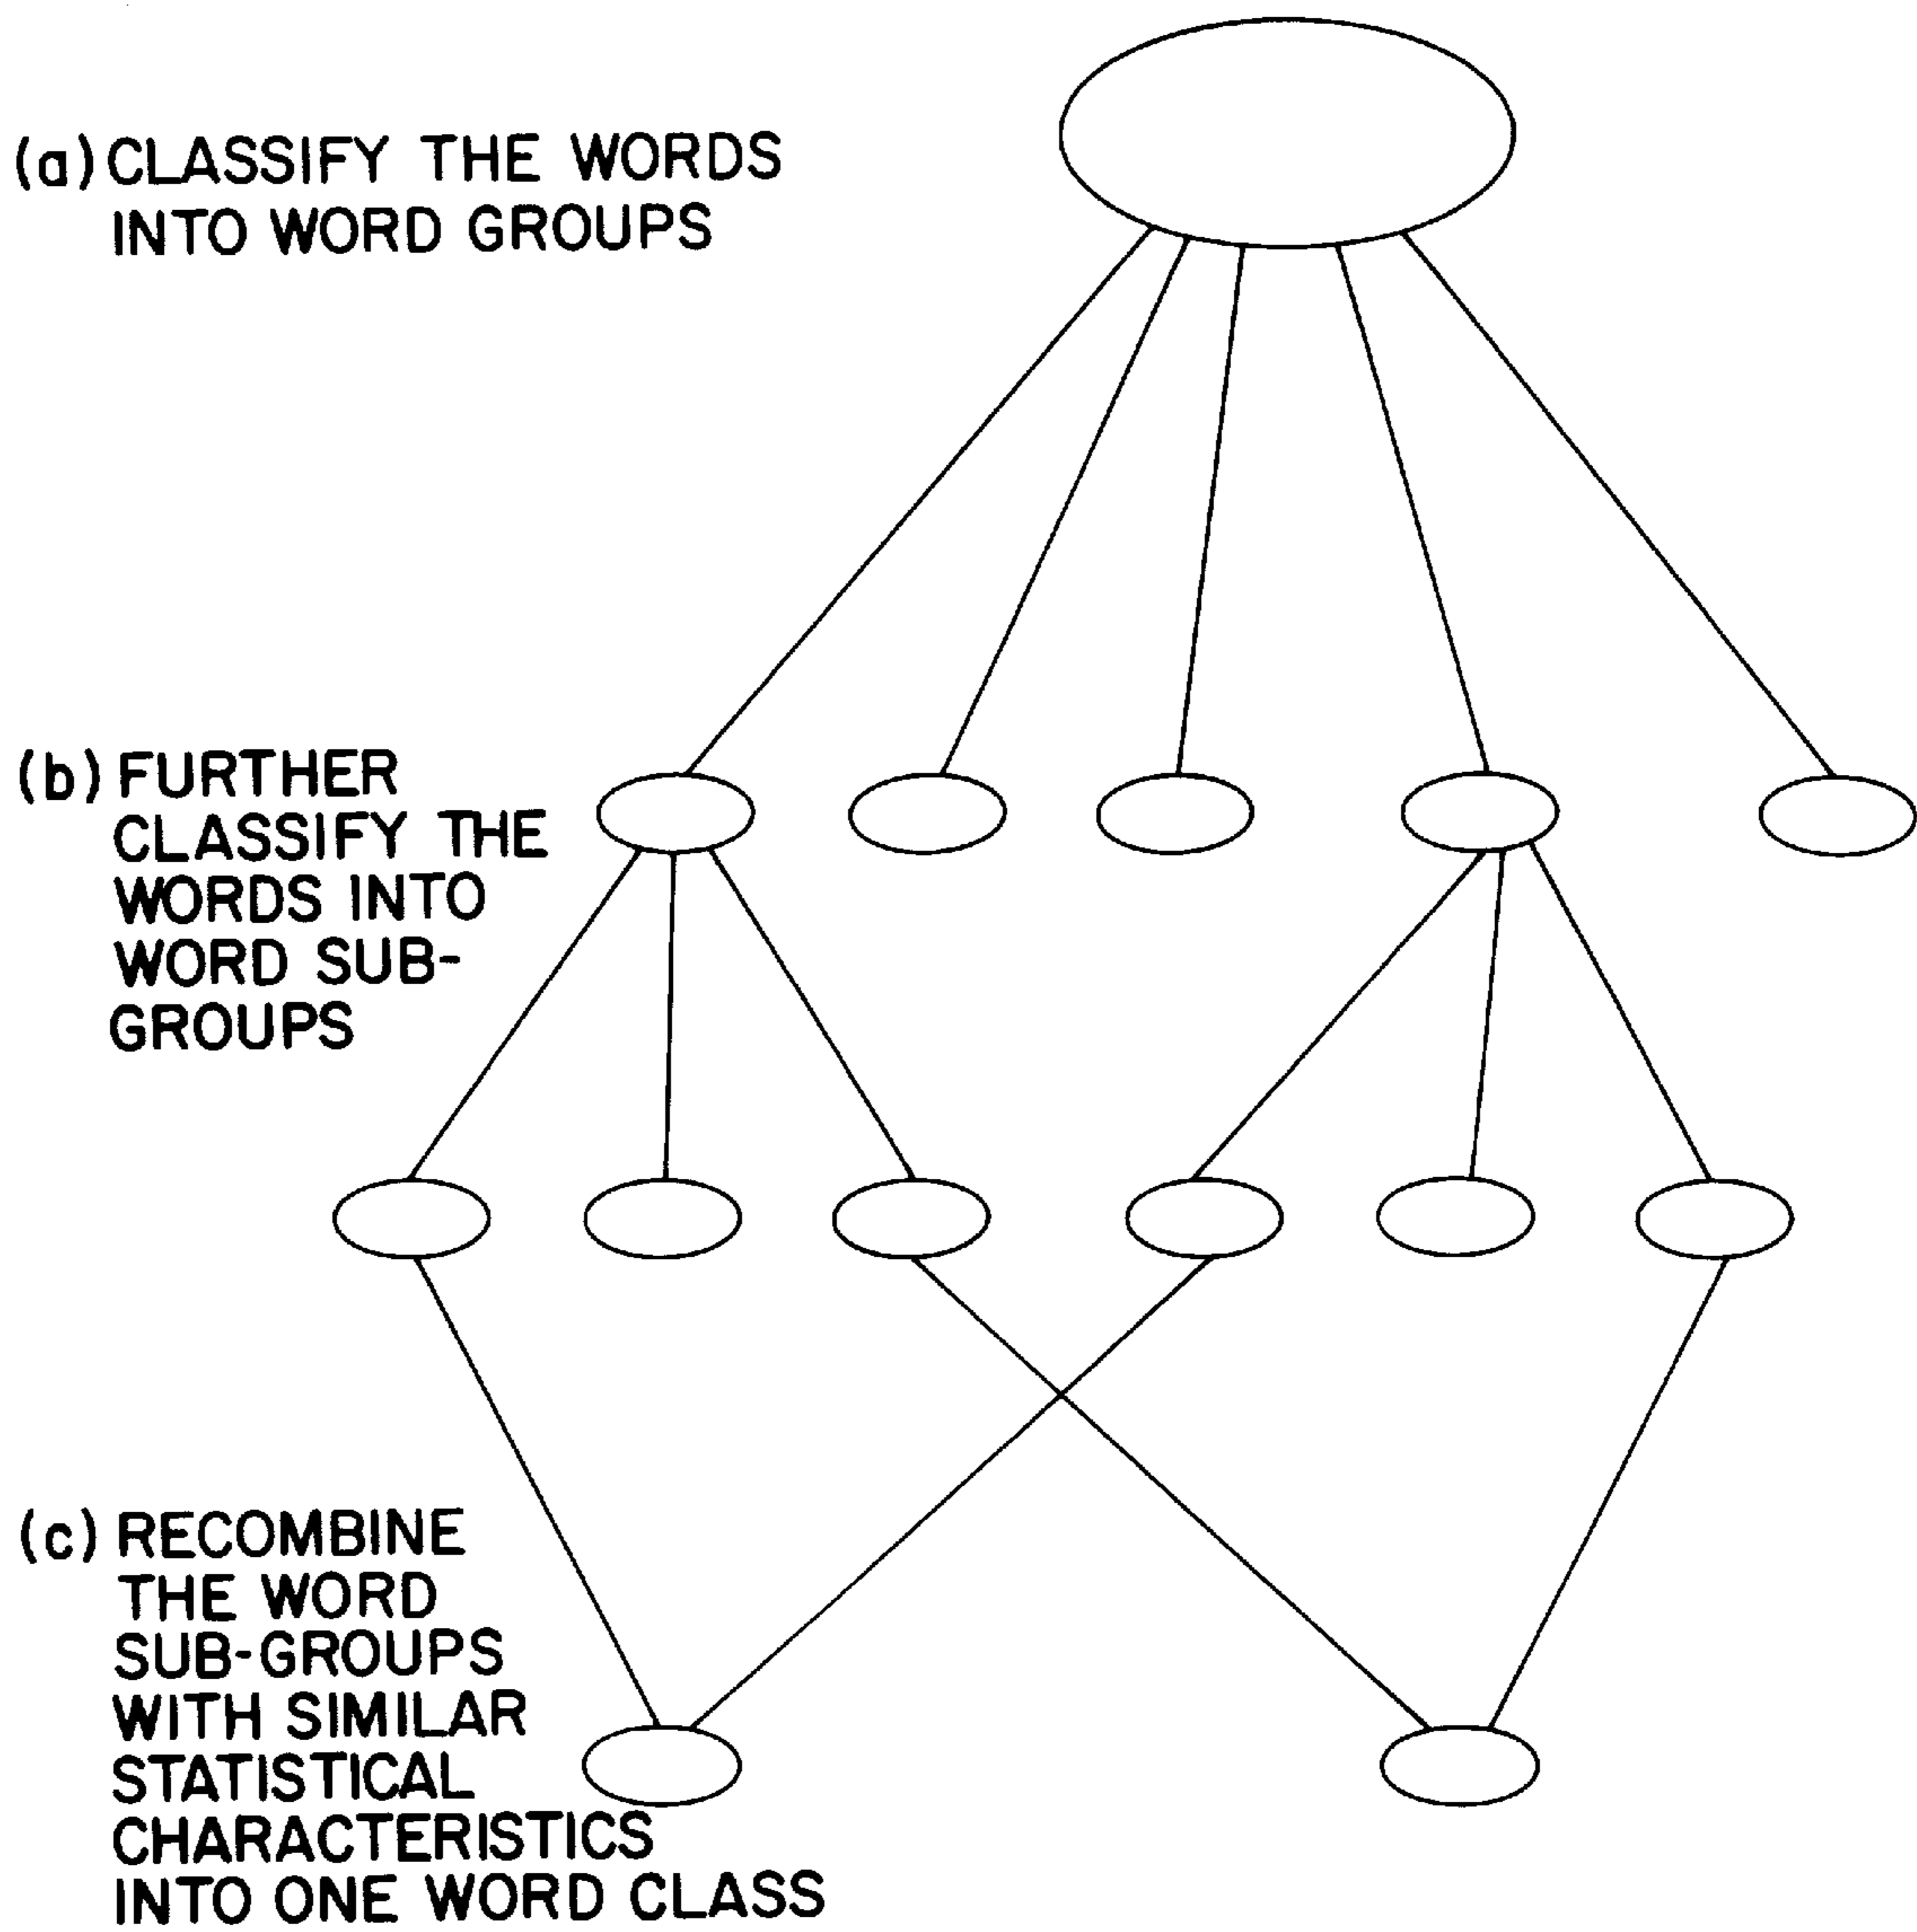 (a) CLASSIFY THE WORDS
INTO WORD GROUPS
(b) FURTHER
CLASSIFY THE
WORDS INTO
WORD SUB-
GROUPS
(c) RECOMBINE
THE WORD
SUB-GROUPS
WITH SIMILAR
STATISTICAL
CHARACTERISTICS
INTO ONE WORD CLASS